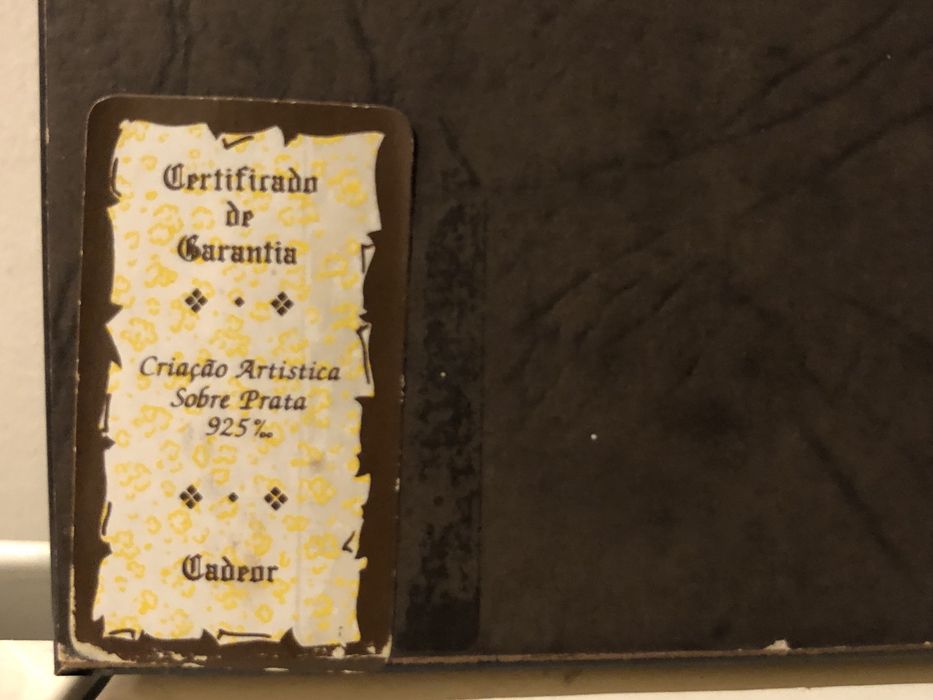 Certificado
de
Garantia
Criação Artistica
Sobre Prata
925‰
Cadeor